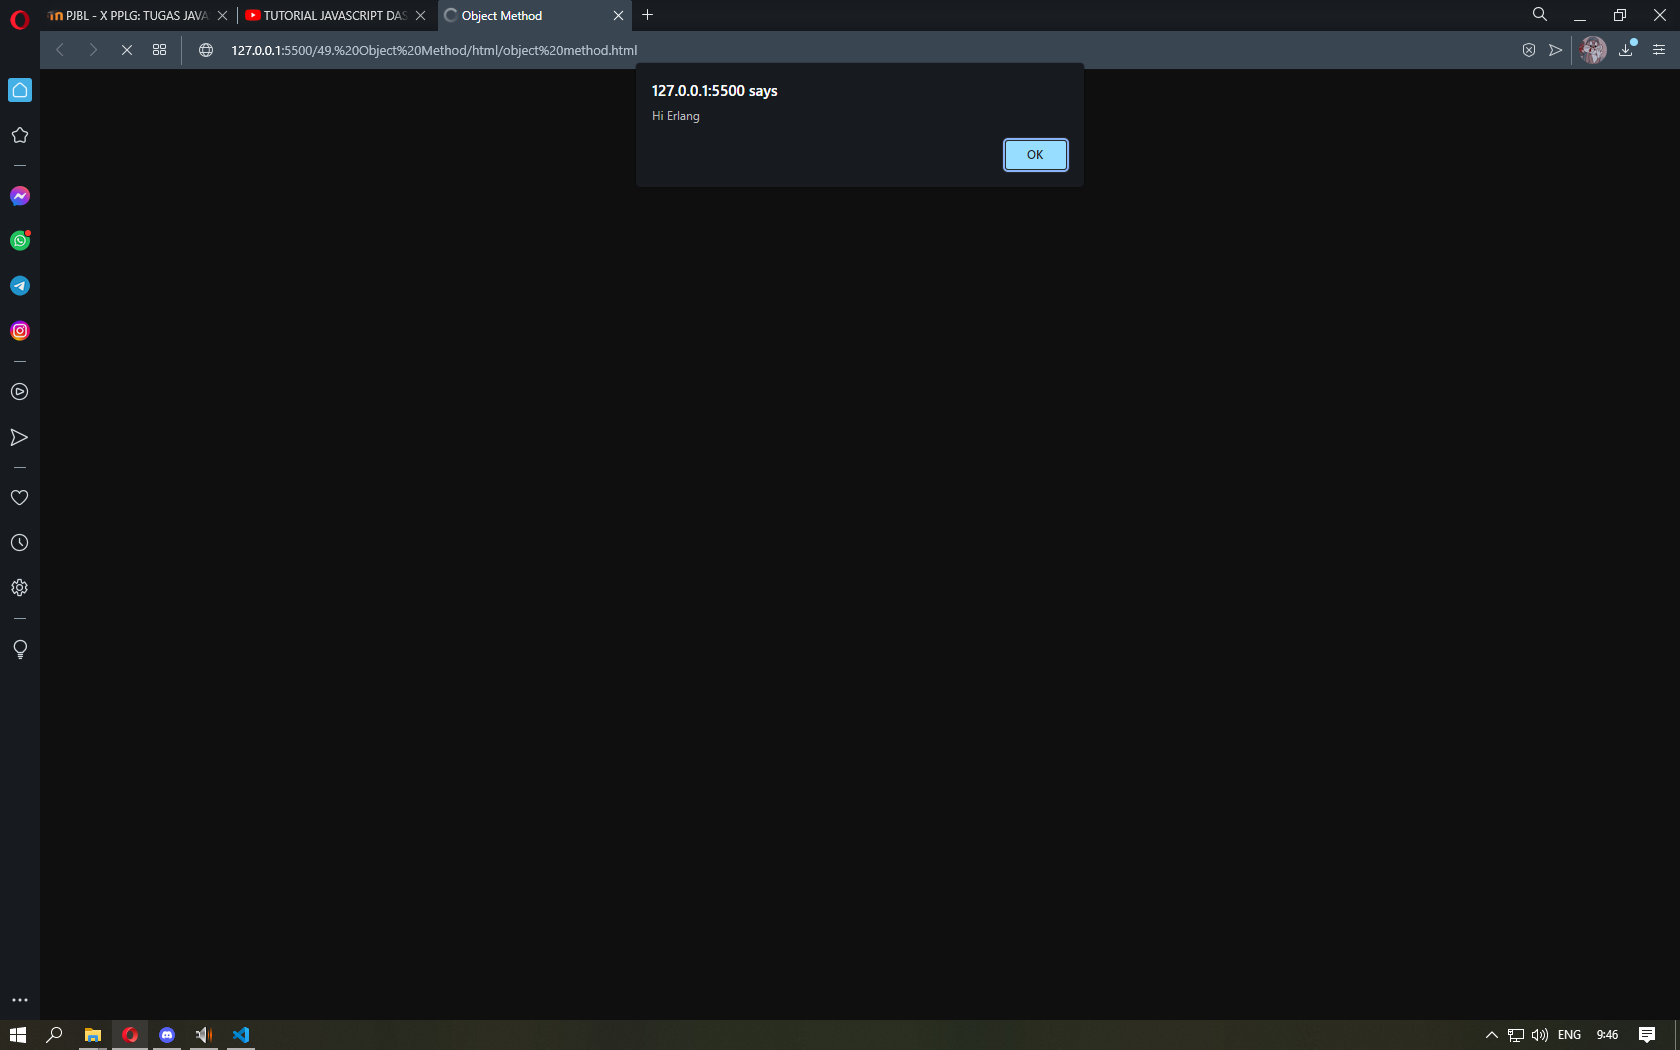 PJBL - X PPLG: TUGAS JAVA
TUTORIAL JAVASCRIPT DAS
Object Method
127.0.0.1:5500/49.%20Object%20Method/html/object%20method.html
127.0.0.1:5500 says
Hi Erlang
OK
ENG
9:46